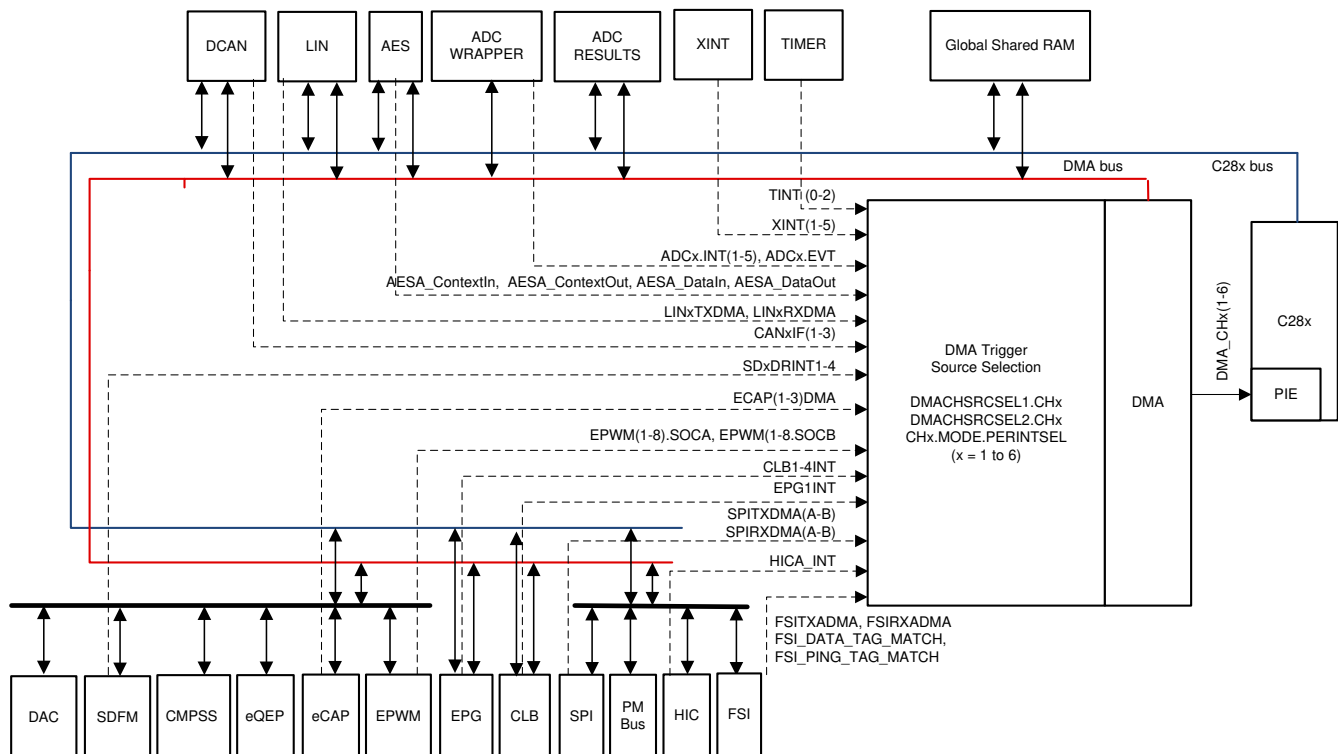 DCAN
LIN
AES
ADC
WRAPPER
ADC
RESULTS
XINT
TIMER
Global Shared RAM
DMA bus
C28x bus
TINT (0-2)
XINT(1-5)
ADCx.INT(1-5), ADCx.EVT
AESA_ContextIn, AESA_ContextOut, AESA_DataIn, AESA_DataOut
LINxTXDMA, LINxRXDMA
CANxIF(1-3)
SDxDRINT1-4
ECAP(1-3)DMA
EPWM(1-8).SOCA, EPWM(1-8.SOCB
CLB1-4INT
EPG1INT
SPITXDMA(A-B)
SPIRXDMA(A-B)
HICA_INT
FSITXADMA, FSIRXADMA
FSI_DATA_TAG_MATCH,
FSI_PING_TAG_MATCH
DMA Trigger
Source Selection
DMACHSRCSEL1.CHx
DMACHSRCSEL2.CHx
CHx.MODE.PERINTSEL
(x = 1 to 6)
DMA
DMA_CHx(1-6)
C28x
PIE
DAC
SDFM
CMPSS
eQEP
eCAP
EPWM
EPG
CLB
SPI
PM
Bus
HIC
FSI